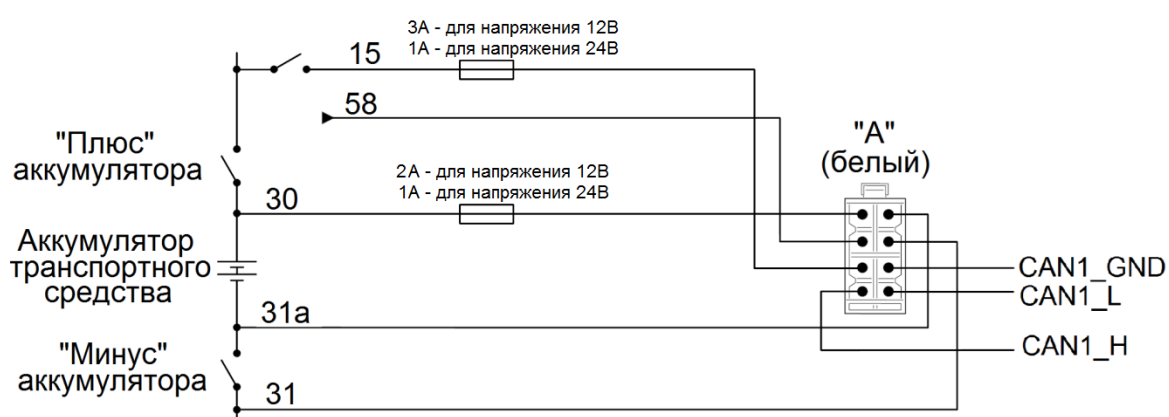 3А - для напряжения 12В
1А - для напряжения 24В
15
58
"Плюс"
аккумулятора
"А"
(белый)
2А - для напряжения 12В
1А - для напряжения 24В
30
Аккумулятор
транспортного
средства
CAN1_GND
CAN1_L
31а
CAN1_H
"Минус"
аккумулятора
31